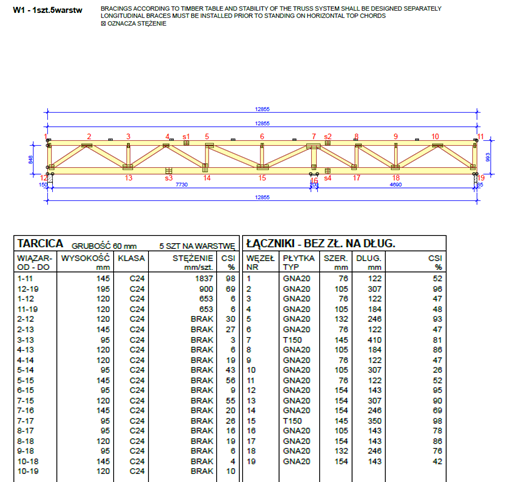 W1 - 1szt.5warstw
BRACINGS ACCORDING TO TIMBER TABLE AND STABILITY OF THE TRUSS SYSTEM SHALL BE DESIGNED SEPARATELY
LONGITUDINAL BRACES MUST BE INSTALLED PRIOR TO STANDING ON HORIZONTAL TOP CHORDS
☒ OZNACZA STĘŻENIE
12855
12855
1 2 3 4 s1 5 6 7 s2 8 9 10 11
848
993
12 13 s3 14 15 16 s4 17 18 19
150 7730 4690 85
12855
TARCICA GRUBOŚĆ 60 mm 5 SZT NA WARSTWĘ
WIĄZAR- WYSOKOŚĆ KLASA STĘŻENIE CSI
OD - DO mm mm/szt. %
1-11 145 C24 1837 98
12-19 195 C24 900 69
1-12 120 C24 653 6
11-19 120 C24 653 6
2-12 120 C24 BRAK 30
2-13 145 C24 BRAK 27
3-13 95 C24 BRAK 3
4-13 120 C24 BRAK 6
4-14 120 C24 BRAK 19
5-14 95 C24 BRAK 43
5-15 145 C24 BRAK 56
6-15 95 C24 BRAK 9
7-15 120 C24 BRAK 55
7-16 145 C24 BRAK 20
7-17 95 C24 BRAK 26
8-17 95 C24 BRAK 16
8-18 120 C24 BRAK 19
9-18 95 C24 BRAK 6
10-18 145 C24 BRAK 4
10-19 120 C24 BRAK 10
ŁĄCZNIKI - BEZ ZŁ. NA DŁUG.
WĘZEŁ PŁYTKA SZER. DŁUG. CSI
NR TYP mm mm %
1 GNA20 76 122 52
2 GNA20 105 307 96
3 GNA20 76 122 47
4 GNA20 105 184 48
5 GNA20 132 246 93
6 GNA20 76 122 47
7 T150 145 410 81
8 GNA20 105 184 86
9 GNA20 76 122 47
10 GNA20 105 307 26
11 GNA20 76 122 52
12 GNA20 154 143 95
13 GNA20 154 307 90
14 GNA20 154 246 69
15 T150 145 350 98
16 GNA20 105 143 78
17 GNA20 154 143 86
18 GNA20 132 246 76
19 GNA20 154 143 42